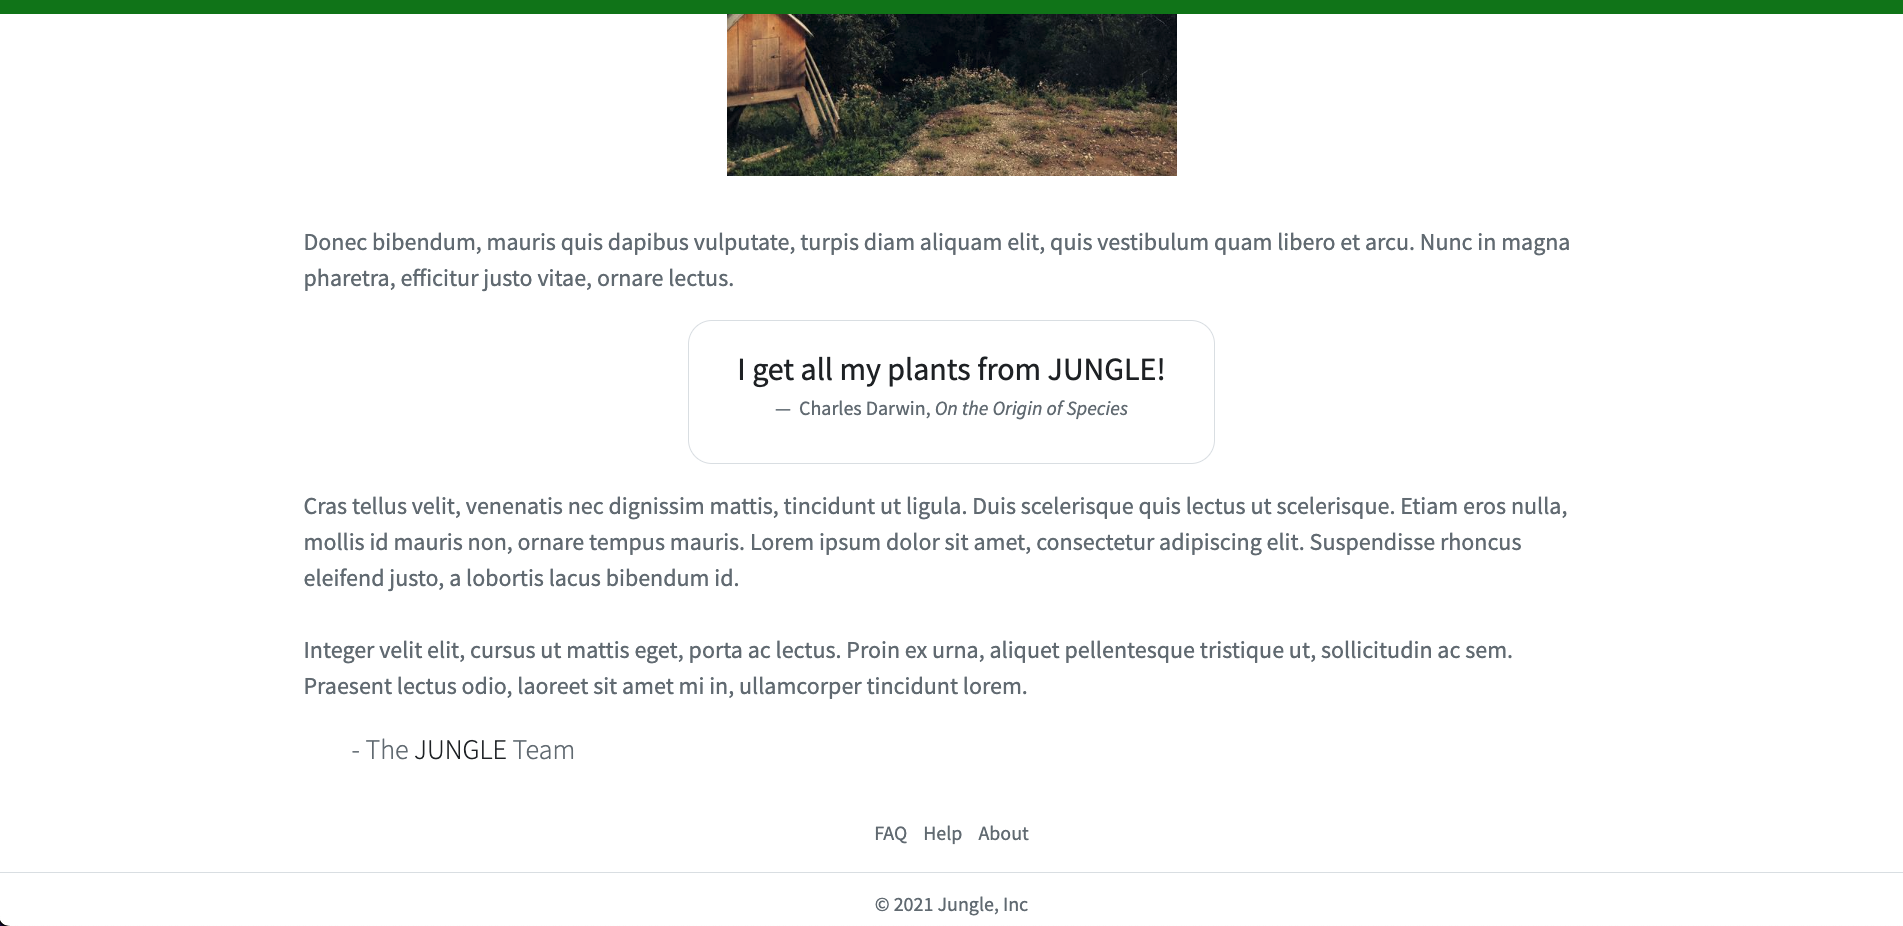 Donec bibendum, mauris quis dapibus vulputate, turpis diam aliquam elit, quis vestibulum quam libero et arcu. Nunc in magna
pharetra, efficitur justo vitae, ornare lectus.
I get all my plants from JUNGLE!
— Charles Darwin, On the Origin of Species
Cras tellus velit, venenatis nec dignissim mattis, tincidunt ut ligula. Duis scelerisque quis lectus ut scelerisque. Etiam eros nulla,
mollis id mauris non, ornare tempus mauris. Lorem ipsum dolor sit amet, consectetur adipiscing elit. Suspendisse rhoncus
eleifend justo, a lobortis lacus bibendum id.
Integer velit elit, cursus ut mattis eget, porta ac lectus. Proin ex urna, aliquet pellentesque tristique ut, sollicitudin ac sem.
Praesent lectus odio, laoreet sit amet mi in, ullamcorper tincidunt lorem.
- The JUNGLE Team
FAQ Help About
© 2021 Jungle, Inc